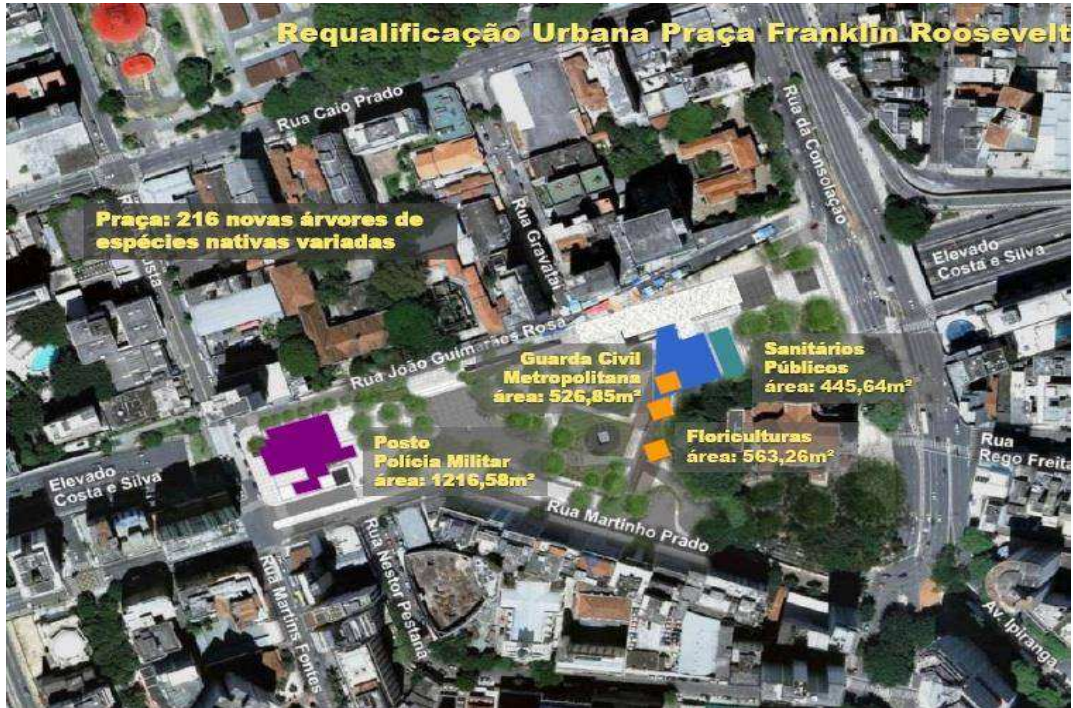 Requalificação Urbana Praça Franklin Roosevelt
Rua Caio Prado
Rua da Consolação
Praça: 216 novas árvores de
espécies nativas variadas
Rua Gravataí
Elevado
Costa e Silva
Rua João Guimarães Rosa
Guarda Civil
Metropolitana
área: 526,85m²
Sanitários
Públicos
área: 445,64m²
Posto
Polícia Militar
área: 1216,58m²
Floriculturas
área: 563,26m²
Rua
Rego Freita
Elevado
Costa e Silva
Rua Martinho Prado
Rua Nestor Pestana
Rua Martins Fontes
Av. Ipiranga